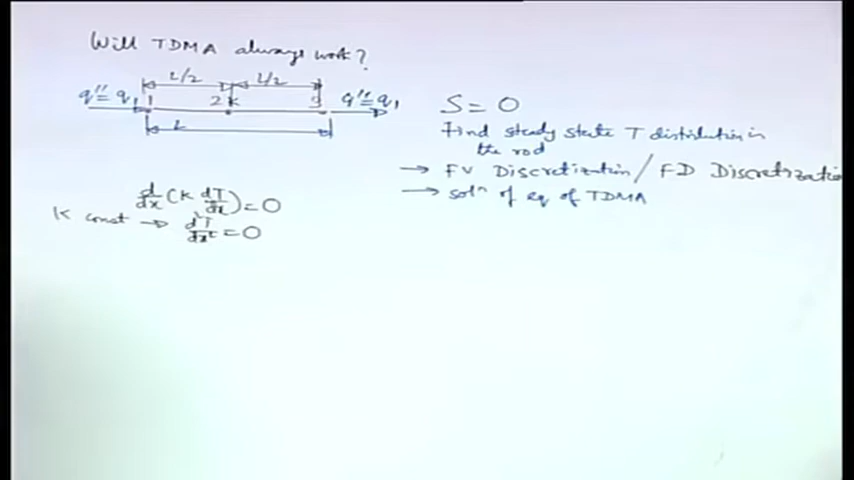 Will TDMA always work?
L/2 L/2
q''= q₁ 1 2 K 3 q''= q₁
L
S = 0
Find steady state T distribution in
the rod
→ FV Discretization / FD Discretization
→ solⁿ of eq of TDMA
d/dx (K dT/dx) = 0
K const → d²T/dx² = 0